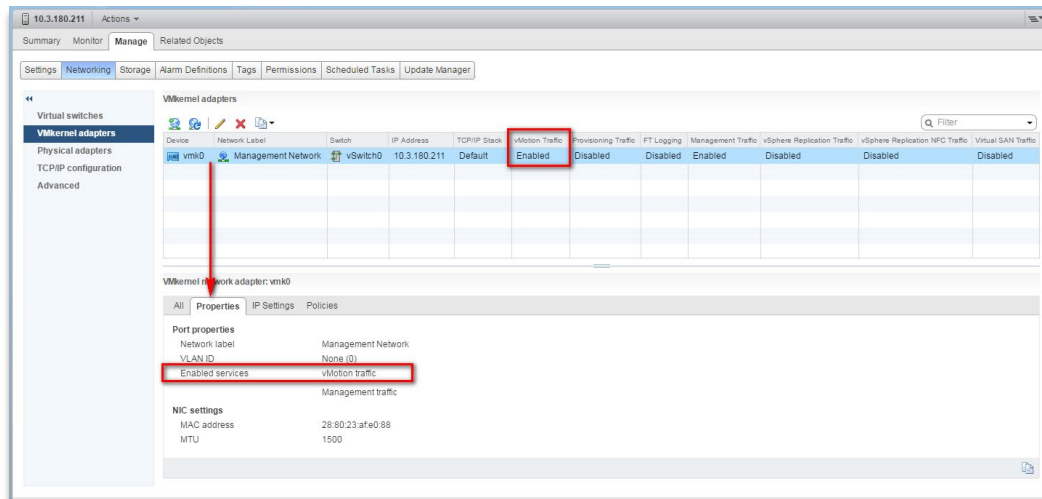 10.3.180.211 Actions
Summary Monitor Manage Related Objects
Settings Networking Storage Alarm Definitions Tags Permissions Scheduled Tasks Update Manager
Virtual switches
VMkernel adapters
Physical adapters
TCP/IP configuration
Advanced
VMkernel adapters
Filter
Device Network Label Switch IP Address TCP/IP Stack vMotion Traffic Provisioning Traffic FT Logging Management Traffic vSphere Replication Traffic vSphere Replication NFC Traffic Virtual SAN Traffic
vmk0 Management Network vSwitch0 10.3.180.211 Default Enabled Disabled Disabled Enabled Disabled Disabled Disabled
VMkernel network adapter: vmk0
All Properties IP Settings Policies
Port properties
Network label Management Network
VLAN ID None (0)
Enabled services vMotion traffic
Management traffic
NIC settings
MAC address 28:80:23:af:e0:88
MTU 1500